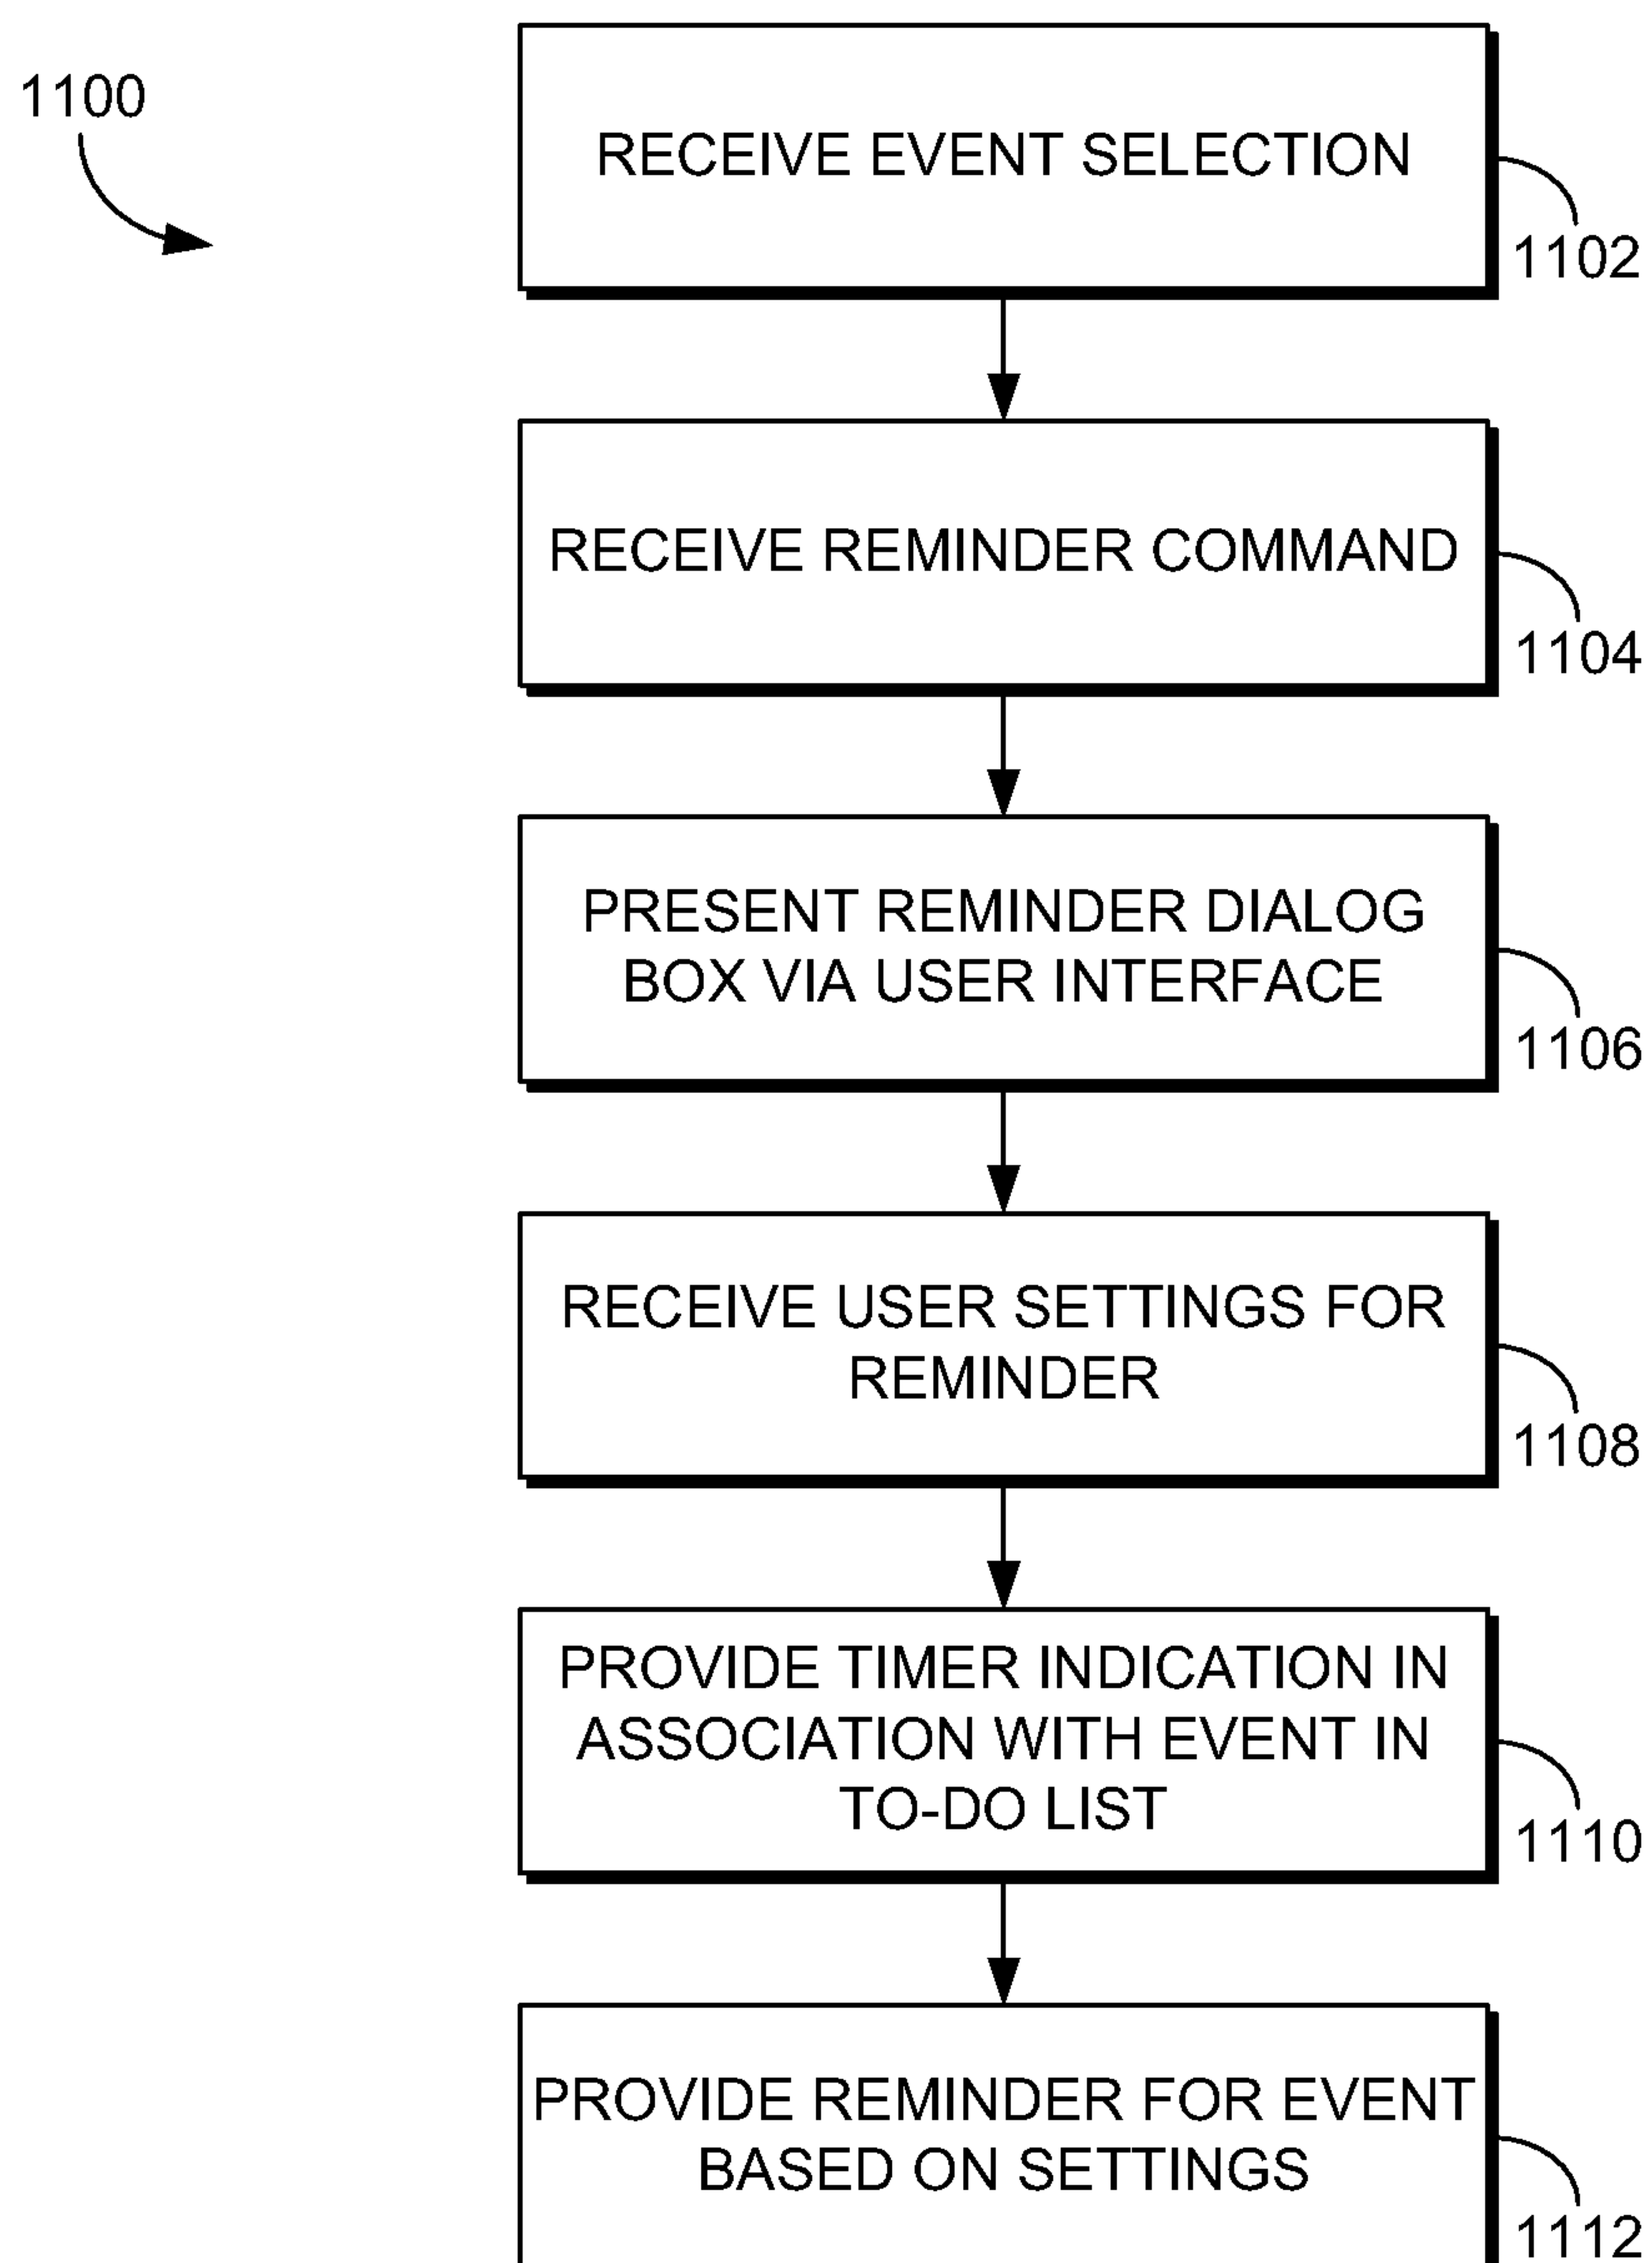 1100
RECEIVE EVENT SELECTION
1102
RECEIVE REMINDER COMMAND
1104
PRESENT REMINDER DIALOG
BOX VIA USER INTERFACE
1106
RECEIVE USER SETTINGS FOR
REMINDER
1108
PROVIDE TIMER INDICATION IN
ASSOCIATION WITH EVENT IN
TO-DO LIST
1110
PROVIDE REMINDER FOR EVENT
BASED ON SETTINGS
1112